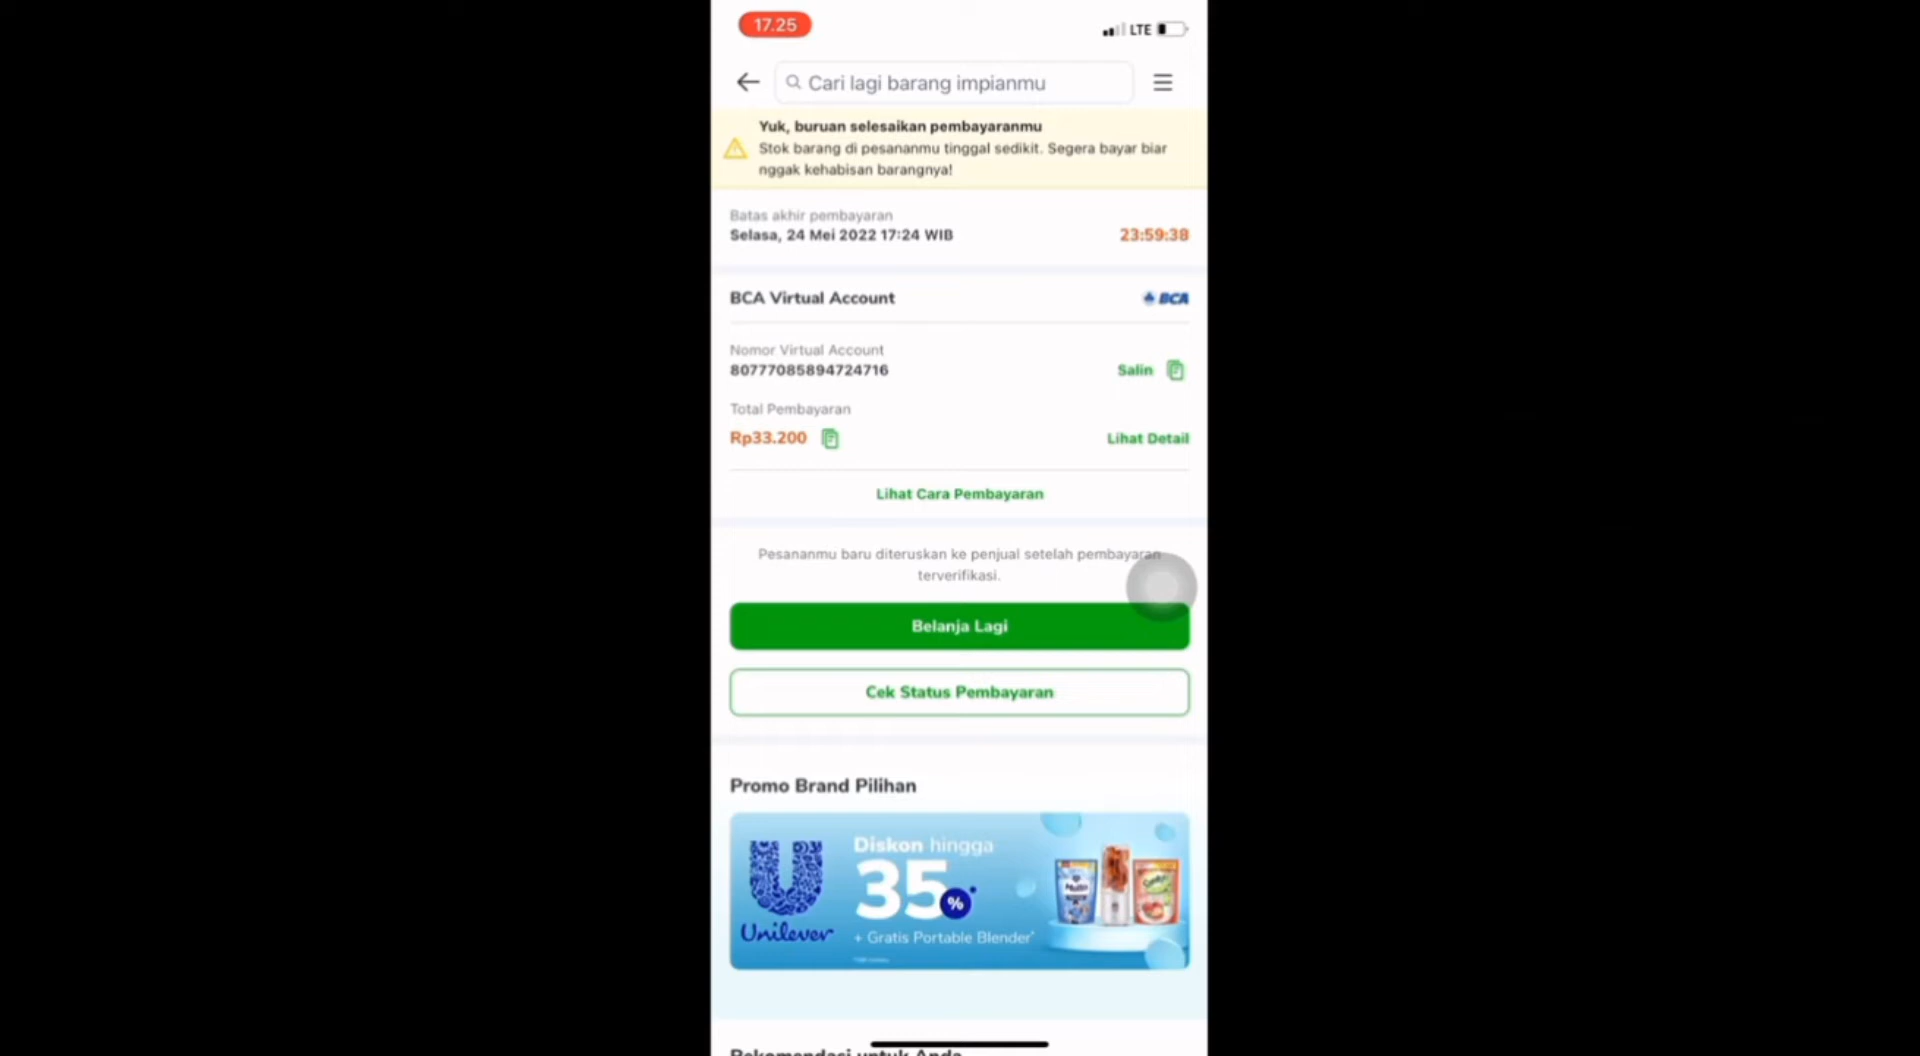 17.25
LTE
Cari lagi barang impianmu
Yuk, buruan selesaikan pembayaranmu
Stok barang di pesananmu tinggal sedikit. Segera bayar biar
nggak kehabisan barangnya!
Batas akhir pembayaran
Selasa, 24 Mei 2022 17:24 WIB
23:59:38
BCA Virtual Account
BCA
Nomor Virtual Account
80777085894724716
Salin
Total Pembayaran
Rp33.200
Lihat Detail
Lihat Cara Pembayaran
Pesananmu baru diteruskan ke penjual setelah pembayaran
terverifikasi.
Belanja Lagi
Cek Status Pembayaran
Promo Brand Pilihan
Diskon hingga
35%*
Unilever
+ Gratis Portable Blender*
Rekomendasi untuk Anda